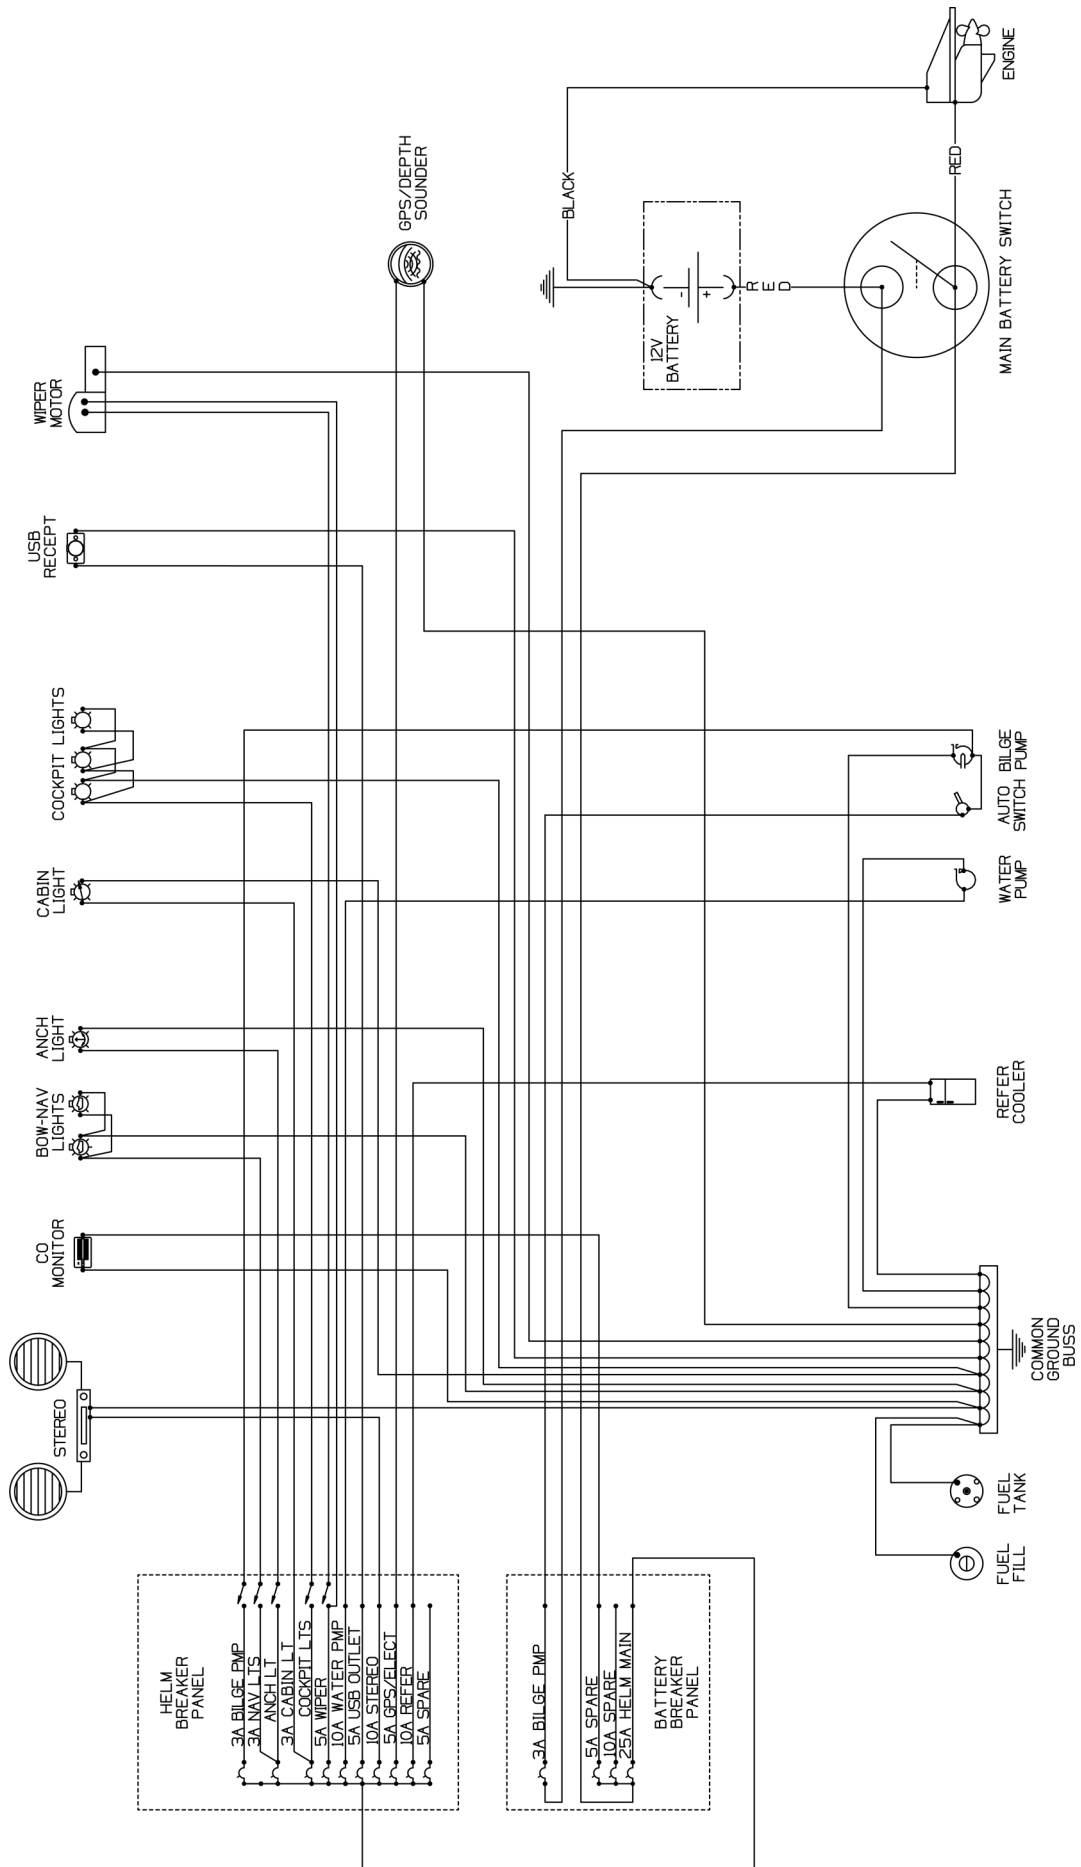 ENGINE
RED
BLACK
MAIN BATTERY SWITCH
RED
12V
BATTERY
-
+
GPS/DEPTH
SOUNDER
WIPER
MOTOR
USB
RECEPT
COCKPIT LIGHTS
CABIN
LIGHT
ANCH
LIGHT
BOW-NAV
LIGHTS
CO
MONITOR
STEREO
BILGE
PUMP
AUTO
SWITCH
WATER
PUMP
REFER
COOLER
COMMON
GROUND
BUSS
FUEL
TANK
FUEL
FILL
HELM
BREAKER
PANEL
3A BILGE PMP
3A NAV LTS
ANCH LT
3A CABIN LT
COCKPIT LTS
5A WIPER
10A WATER PMP
5A USB OUTLET
10A STEREO
5A GPS/ELECT
10A REFER
5A SPARE
3A BILGE PMP
5A SPARE
10A SPARE
25A HELM MAIN
BATTERY
BREAKER
PANEL